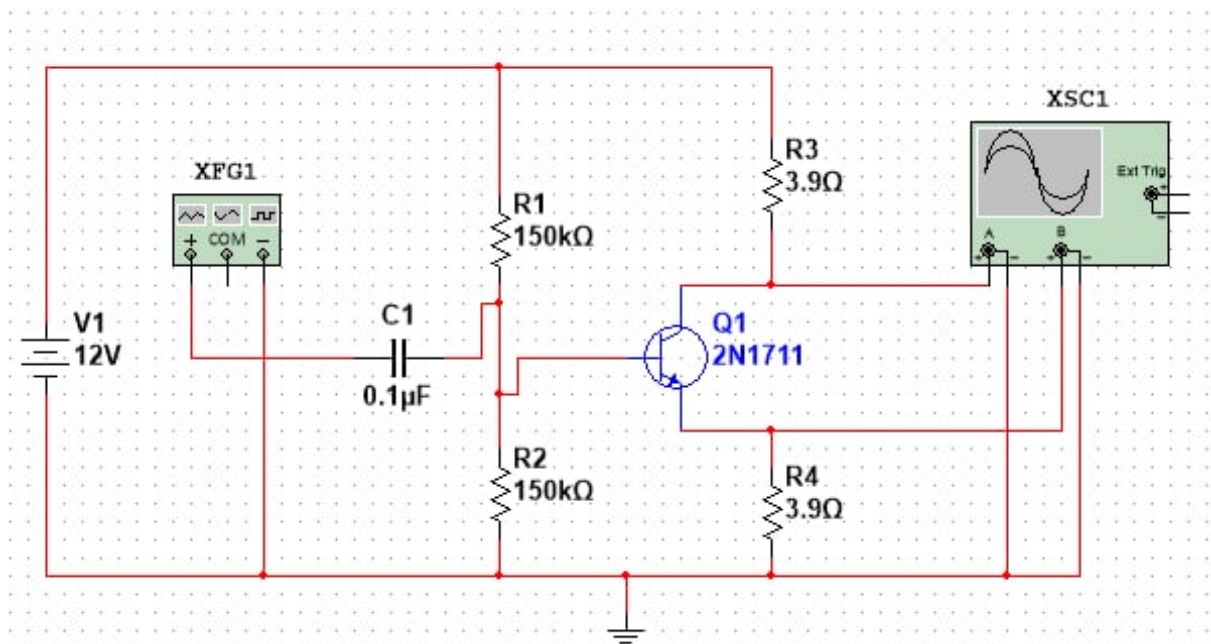 XSC1
XFG1
+ COM −
R1
150kΩ
R3
3.9Ω
Ext Trig
+
−
A
B
+ − + −
V1
12V
C1
0.1µF
Q1
2N1711
R2
150kΩ
R4
3.9Ω